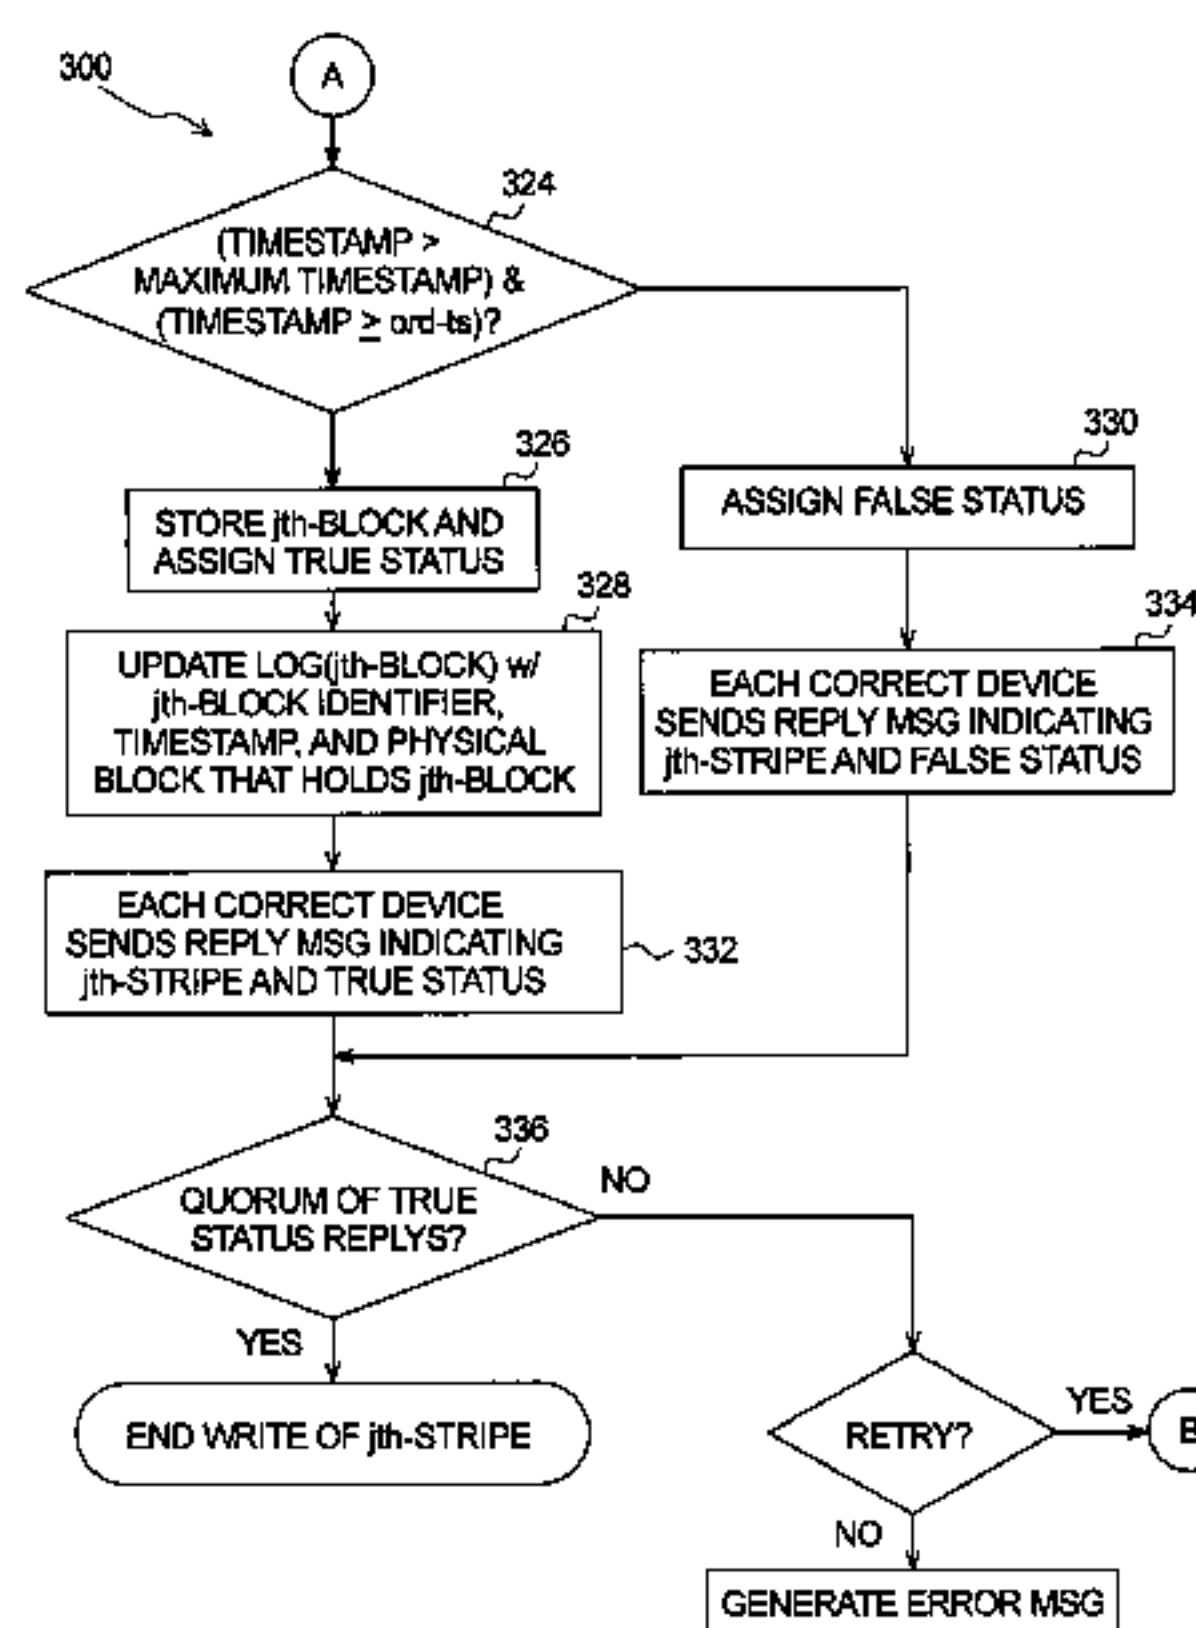 300
A
324
(TIMESTAMP >
MAXIMUM TIMESTAMP) &
(TIMESTAMP ≥ ord-ts)?
326
STORE jth-BLOCK AND
ASSIGN TRUE STATUS
330
ASSIGN FALSE STATUS
328
UPDATE LOG(jth-BLOCK) w/
jth-BLOCK IDENTIFIER,
TIMESTAMP, AND PHYSICAL
BLOCK THAT HOLDS jth-BLOCK
334
EACH CORRECT DEVICE
SENDS REPLY MSG INDICATING
jth-STRIPE AND FALSE STATUS
EACH CORRECT DEVICE
SENDS REPLY MSG INDICATING
jth-STRIPE AND TRUE STATUS
332
336
QUORUM OF TRUE
STATUS REPLYS?
NO
YES
END WRITE OF jth-STRIPE
RETRY?
YES
B
NO
GENERATE ERROR MSG